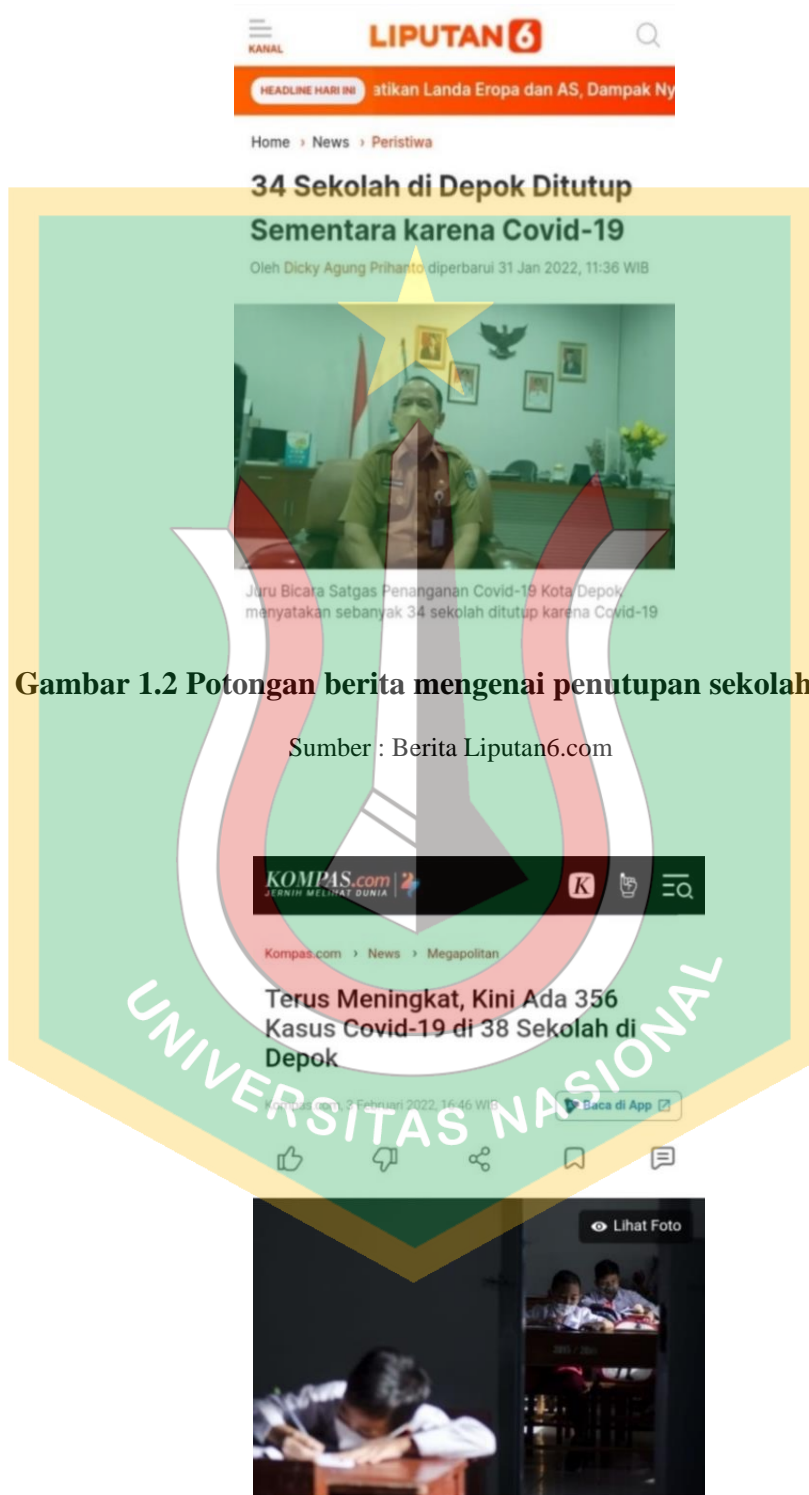 KANAL
LIPUTAN 6
HEADLINE HARI INI atikan Landa Eropa dan AS, Dampak Ny
Home › News › Peristiwa
34 Sekolah di Depok Ditutup
Sementara karena Covid-19
Oleh Dicky Agung Prihanto diperbarui 31 Jan 2022, 11:36 WIB
Juru Bicara Satgas Penanganan Covid-19 Kota Depok
menyatakan sebanyak 34 sekolah ditutup karena Covid-19
Gambar 1.2 Potongan berita mengenai penutupan sekolah
Sumber : Berita Liputan6.com
KOMPAS.com
JERNIH MELIHAT DUNIA
K
Kompas.com › News › Megapolitan
Terus Meningkat, Kini Ada 356
Kasus Covid-19 di 38 Sekolah di
Depok
Kompas.com, 2 Februari 2022, 16:46 WIB
Baca di App
UNIVERSITAS NASIONAL
Lihat Foto